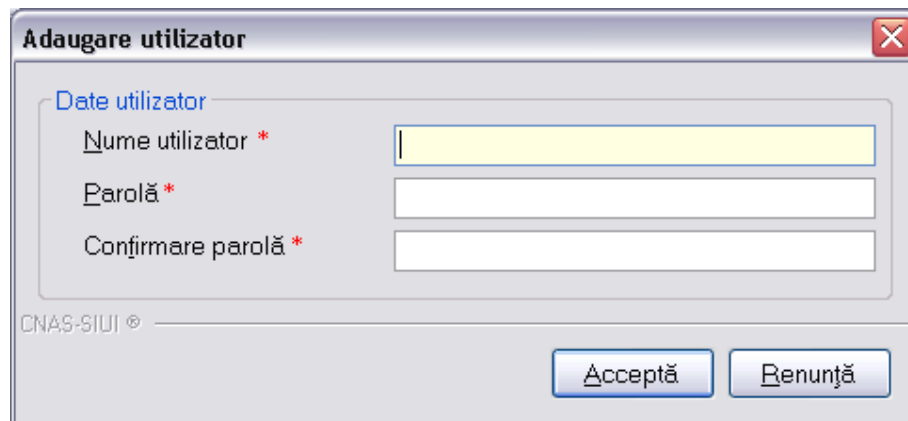 Adaugare utilizator
Date utilizator
Nume utilizator *
Parolă *
Confirmare parolă *
CNAS-SIUI ®
Acceptă Renunţă